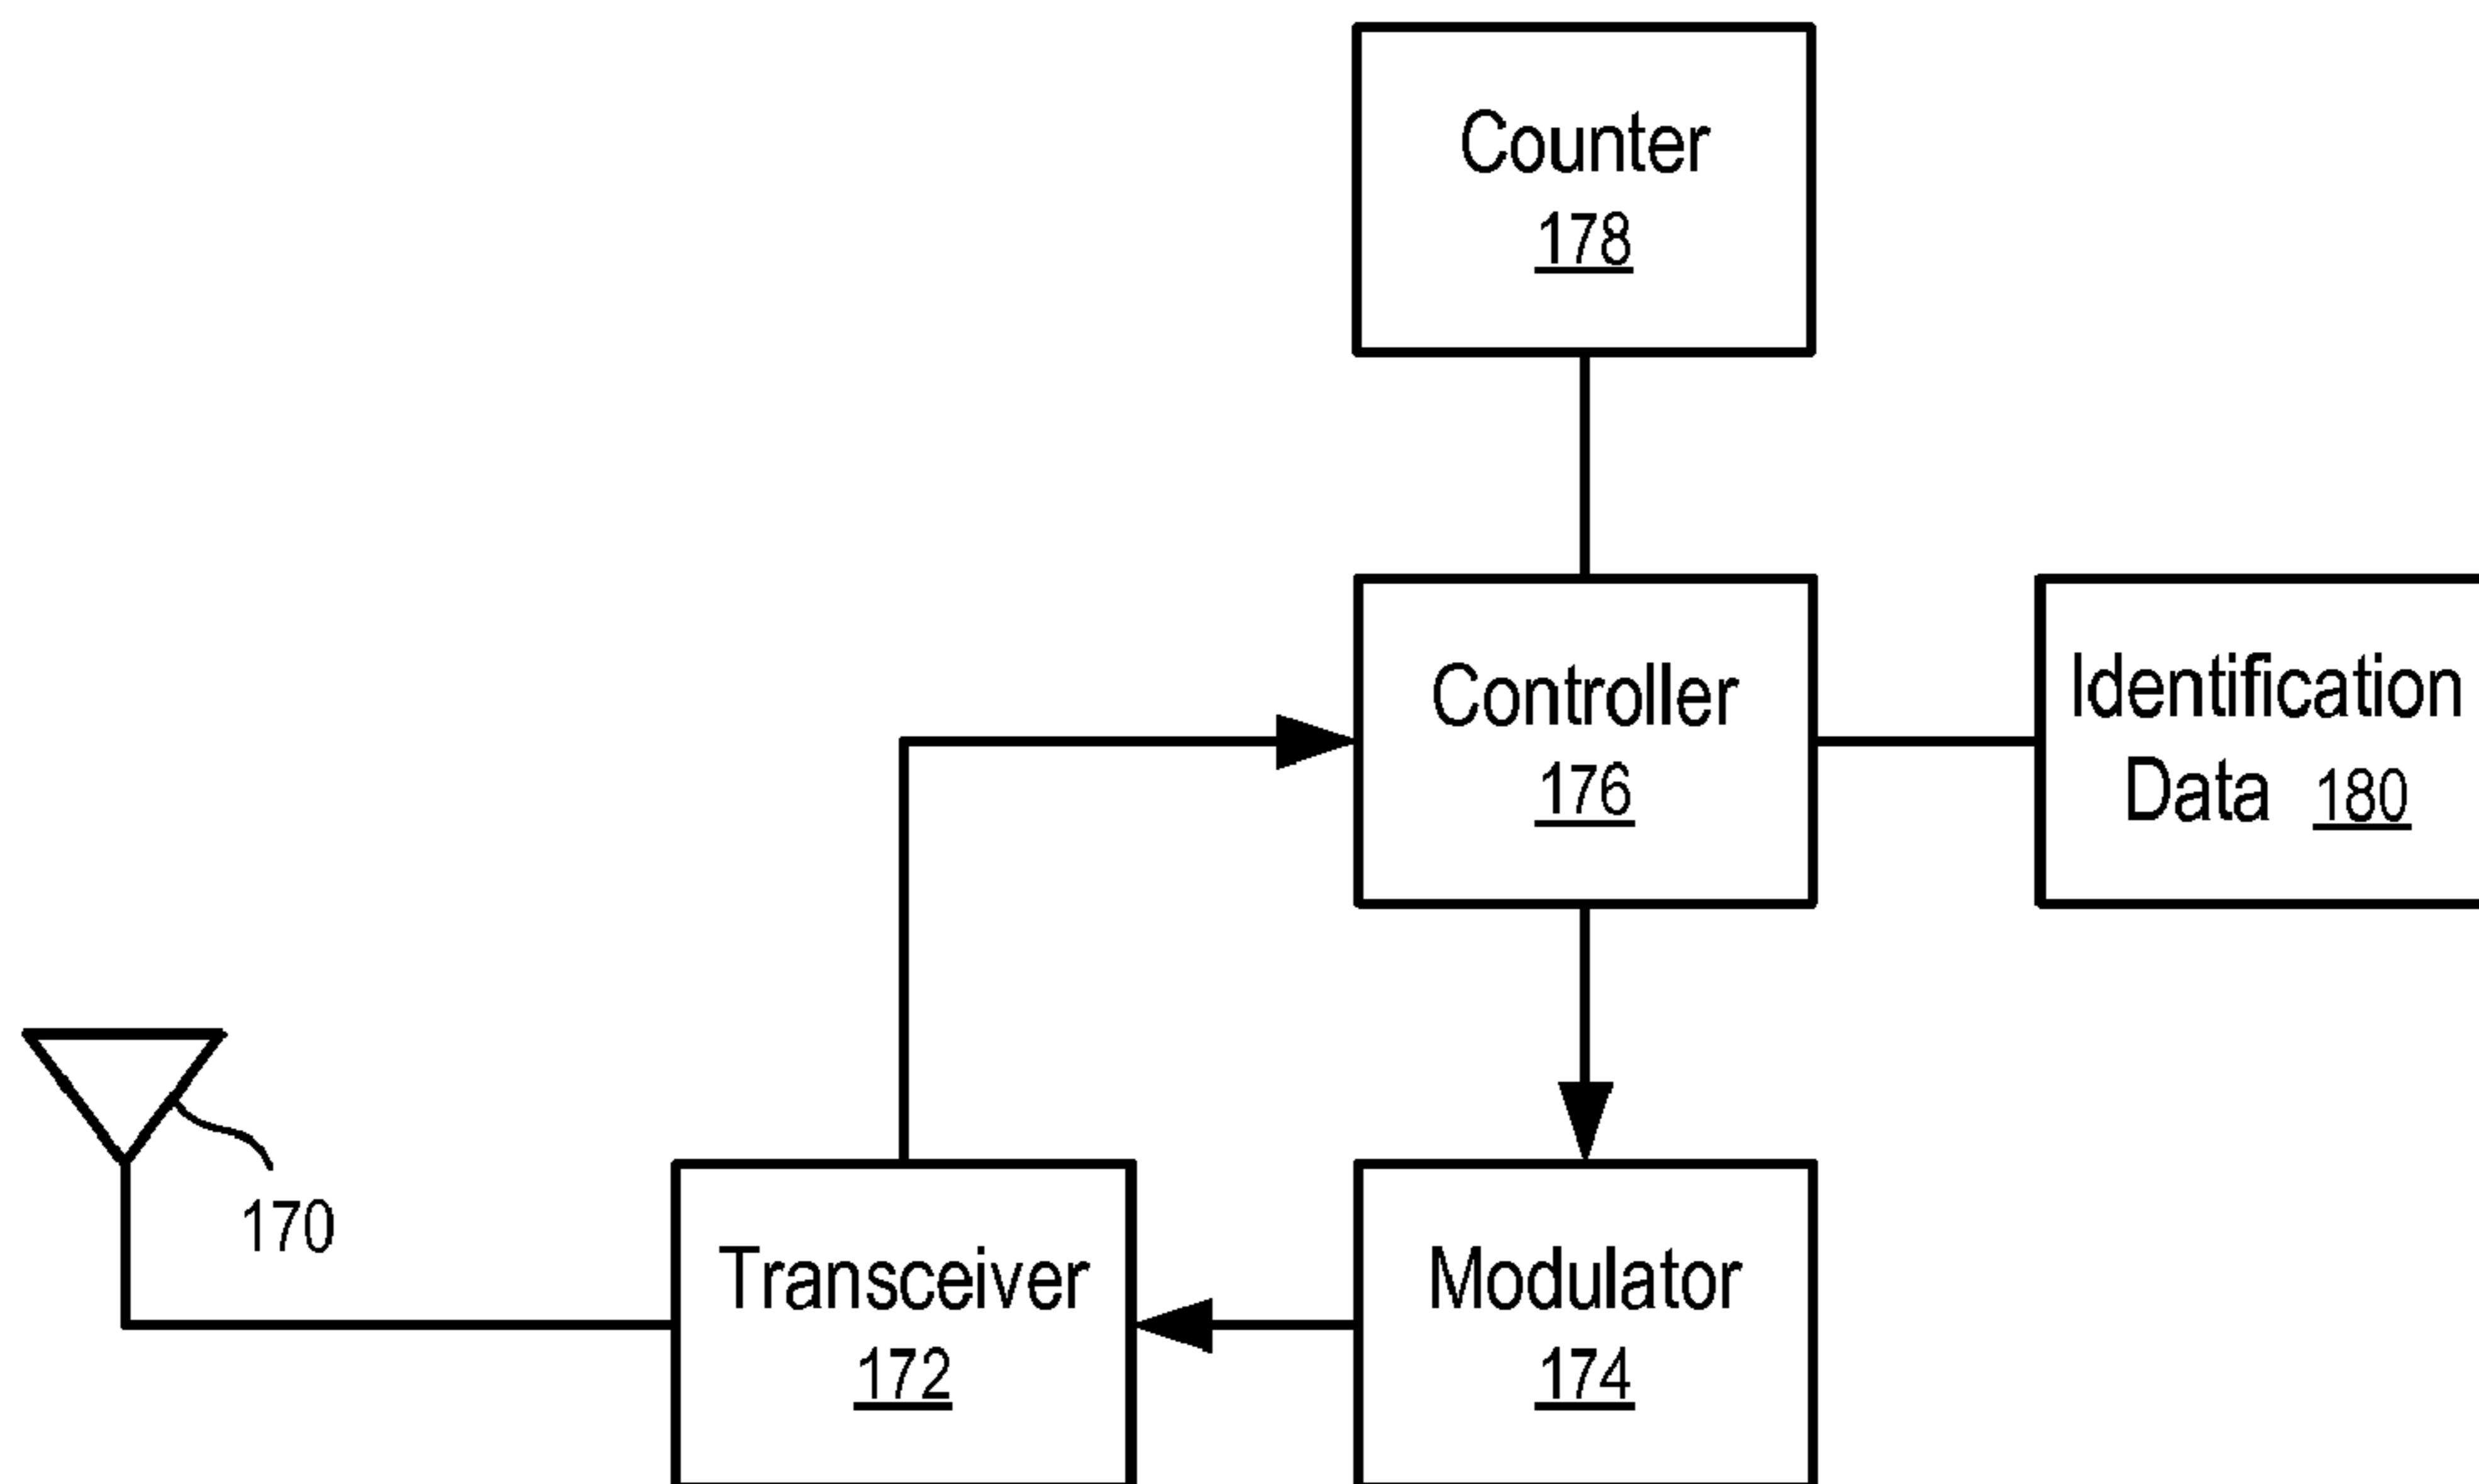 Counter
178
Controller
176
Identification
Data 180
170
Transceiver
172
Modulator
174